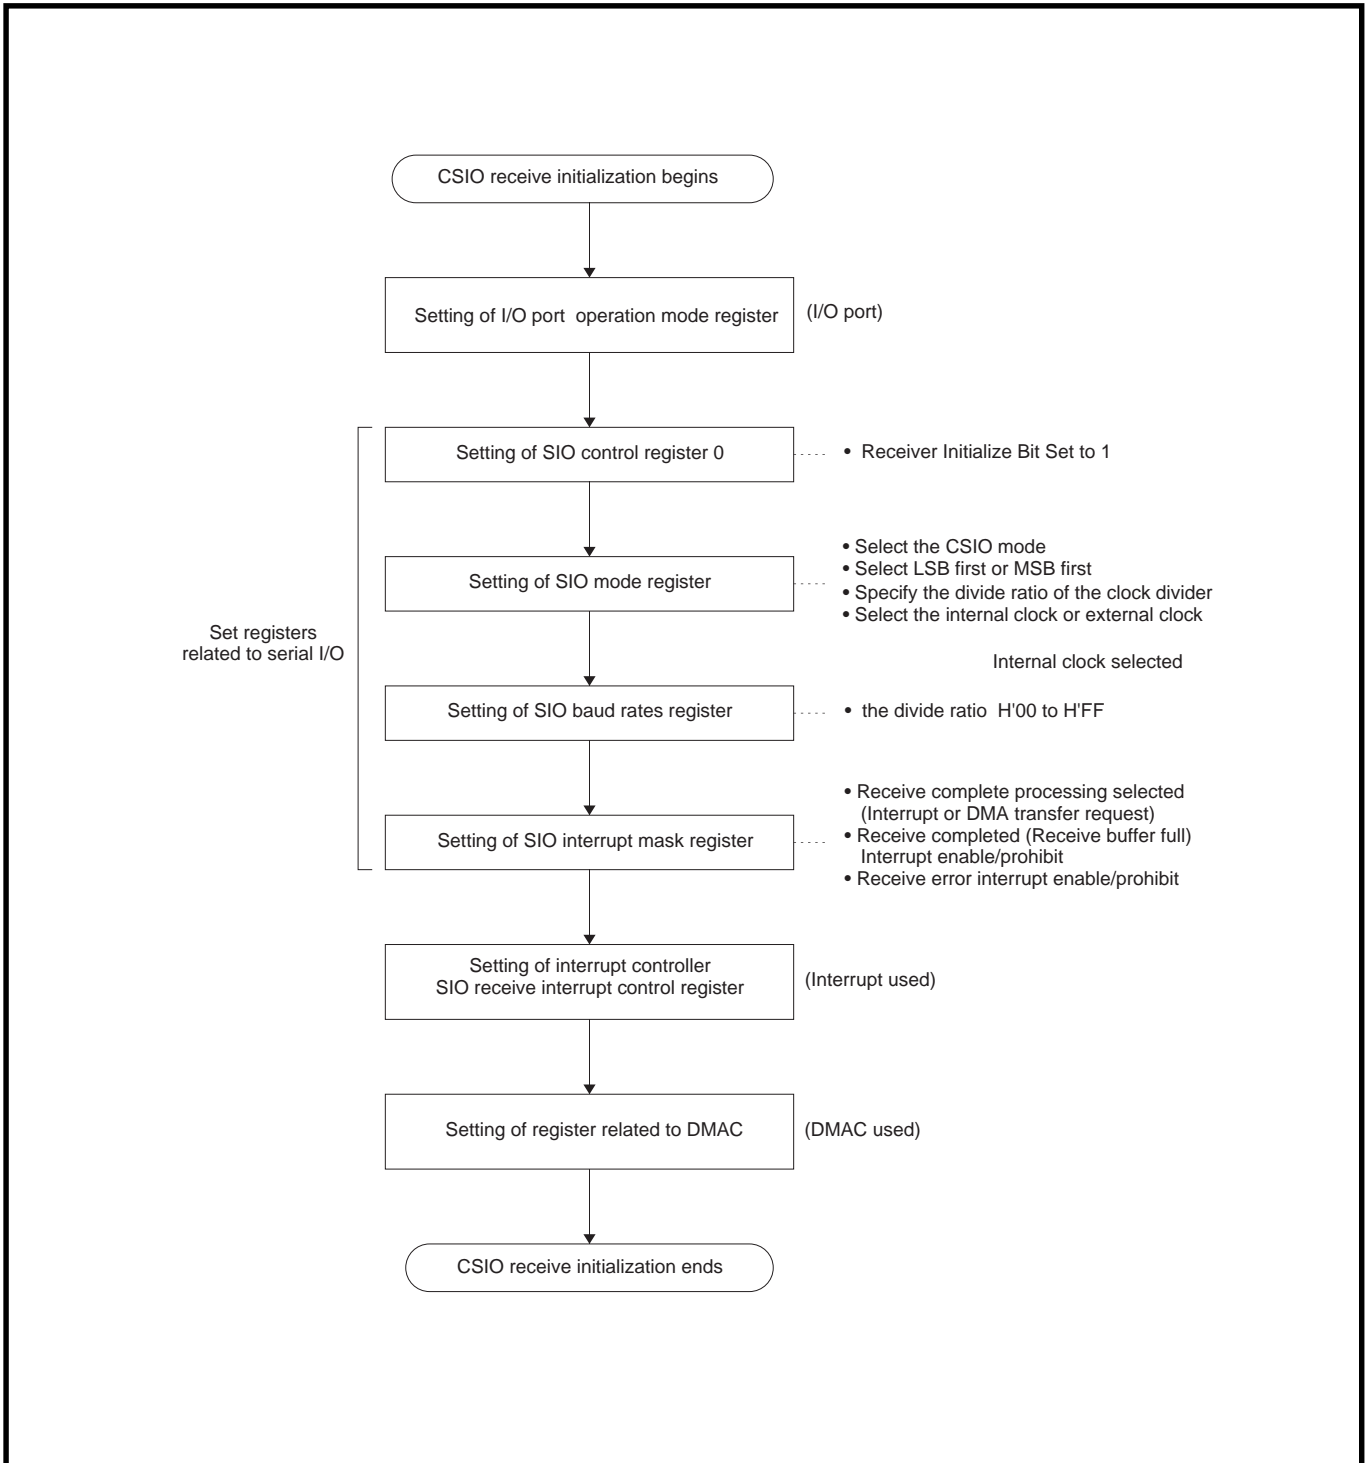 CSIO receive initialization begins
Setting of I/O port  operation mode register
(I/O port)
Setting of SIO control register 0
• Receiver Initialize Bit Set to 1
Setting of SIO mode register
• Select the CSIO mode
• Select LSB first or MSB first
• Specify the divide ratio of the clock divider
• Select the internal clock or external clock
Set registers
related to serial I/O
Internal clock selected
Setting of SIO baud rates register
• the divide ratio  H'00 to H'FF
Setting of SIO interrupt mask register
• Receive complete processing selected
(Interrupt or DMA transfer request)
• Receive completed (Receive buffer full)
Interrupt enable/prohibit
• Receive error interrupt enable/prohibit
Setting of interrupt controller
SIO receive interrupt control register
(Interrupt used)
Setting of register related to DMAC
(DMAC used)
CSIO receive initialization ends